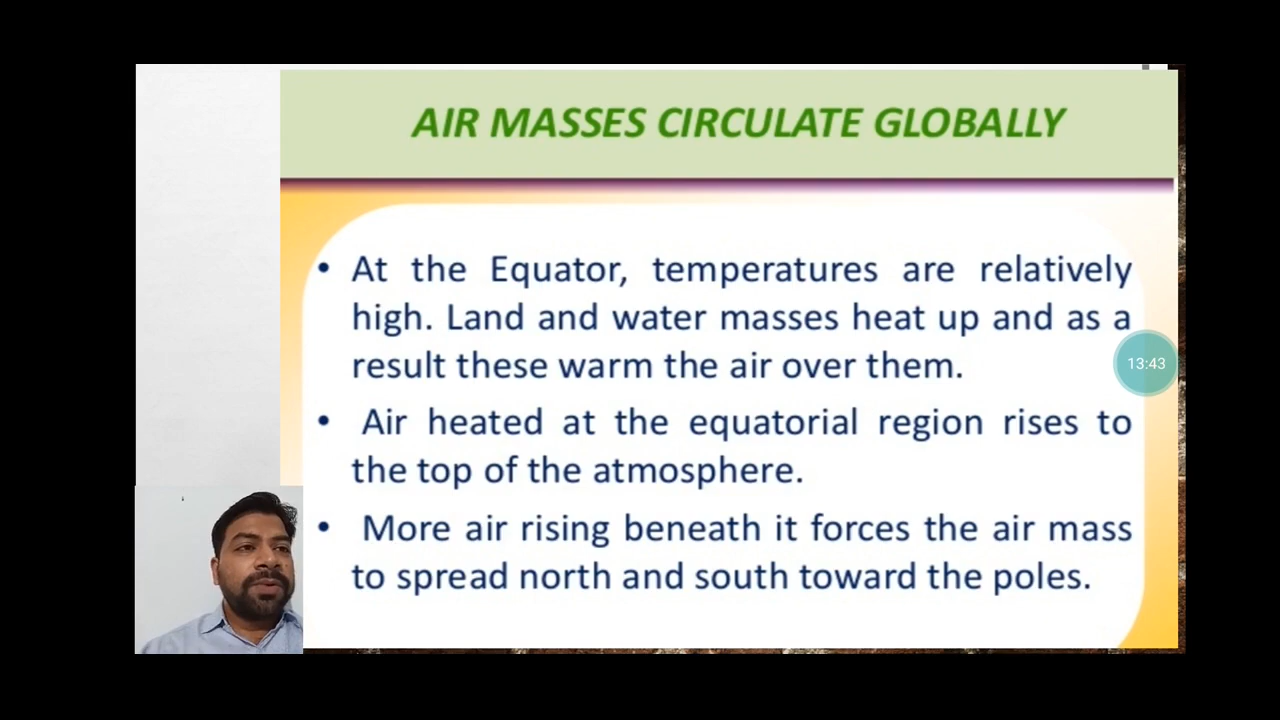 AIR MASSES CIRCULATE GLOBALLY
• At the Equator, temperatures are relatively
high. Land and water masses heat up and as a
result these warm the air over them.
• Air heated at the equatorial region rises to
the top of the atmosphere.
• More air rising beneath it forces the air mass
to spread north and south toward the poles.
13:43